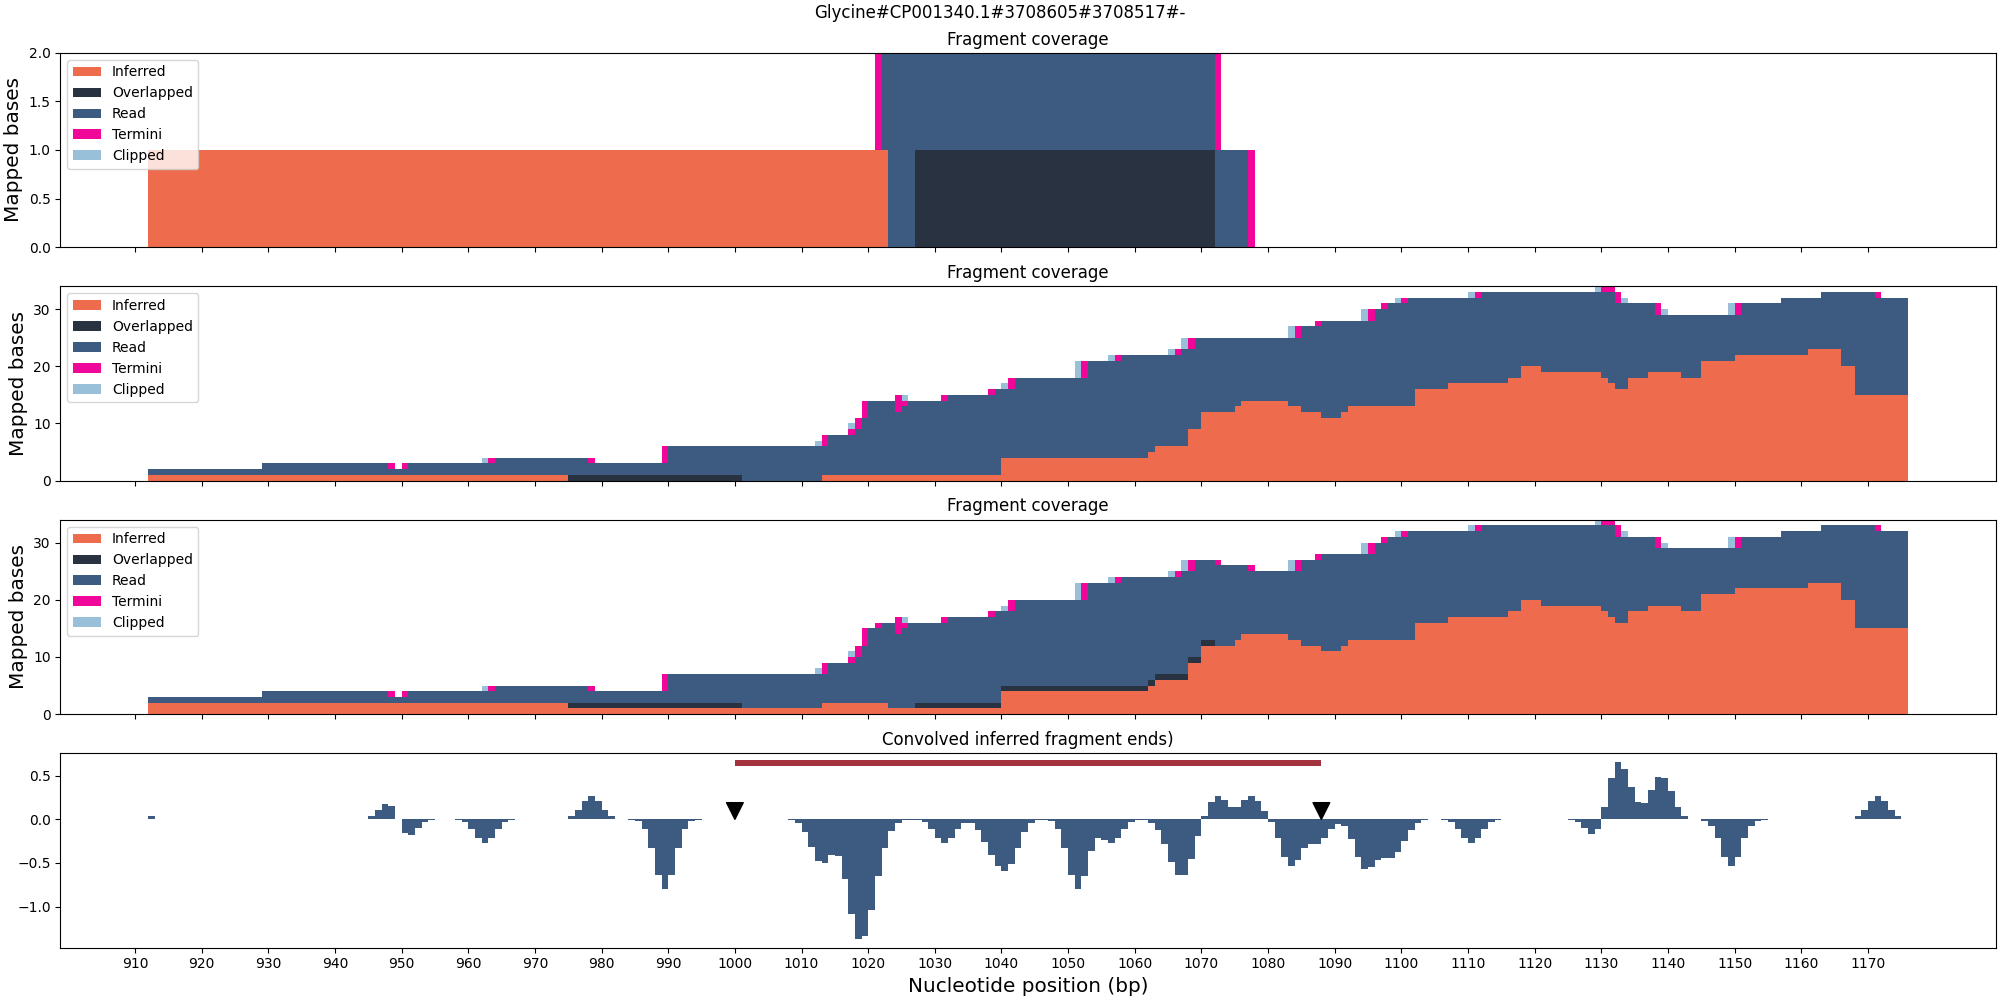 Glycine#CP001340.1#3708605#3708517#-
Fragment coverage
Mapped bases
2.0
1.5
1.0
0.5
0.0
Inferred
Overlapped
Read
Termini
Clipped
Fragment coverage
Mapped bases
30
20
10
0
Inferred
Overlapped
Read
Termini
Clipped
Fragment coverage
Mapped bases
30
20
10
0
Inferred
Overlapped
Read
Termini
Clipped
Convolved inferred fragment ends)
0.5
0.0
−0.5
−1.0
910 920 930 940 950 960 970 980 990 1000 1010 1020 1030 1040 1050 1060 1070 1080 1090 1100 1110 1120 1130 1140 1150 1160 1170
Nucleotide position (bp)